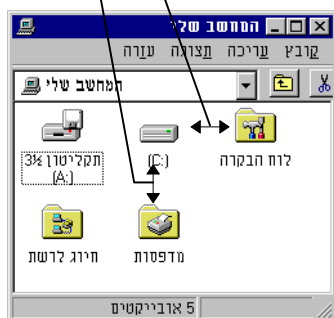 המחשב שלי
קובץ עריכה תצוגה עזרה
המחשב שלי
תקליטון 3½ (A:)
(C:)
לוח הבקרה
חיוג לרשת
מדפסות
5 אובייקטים